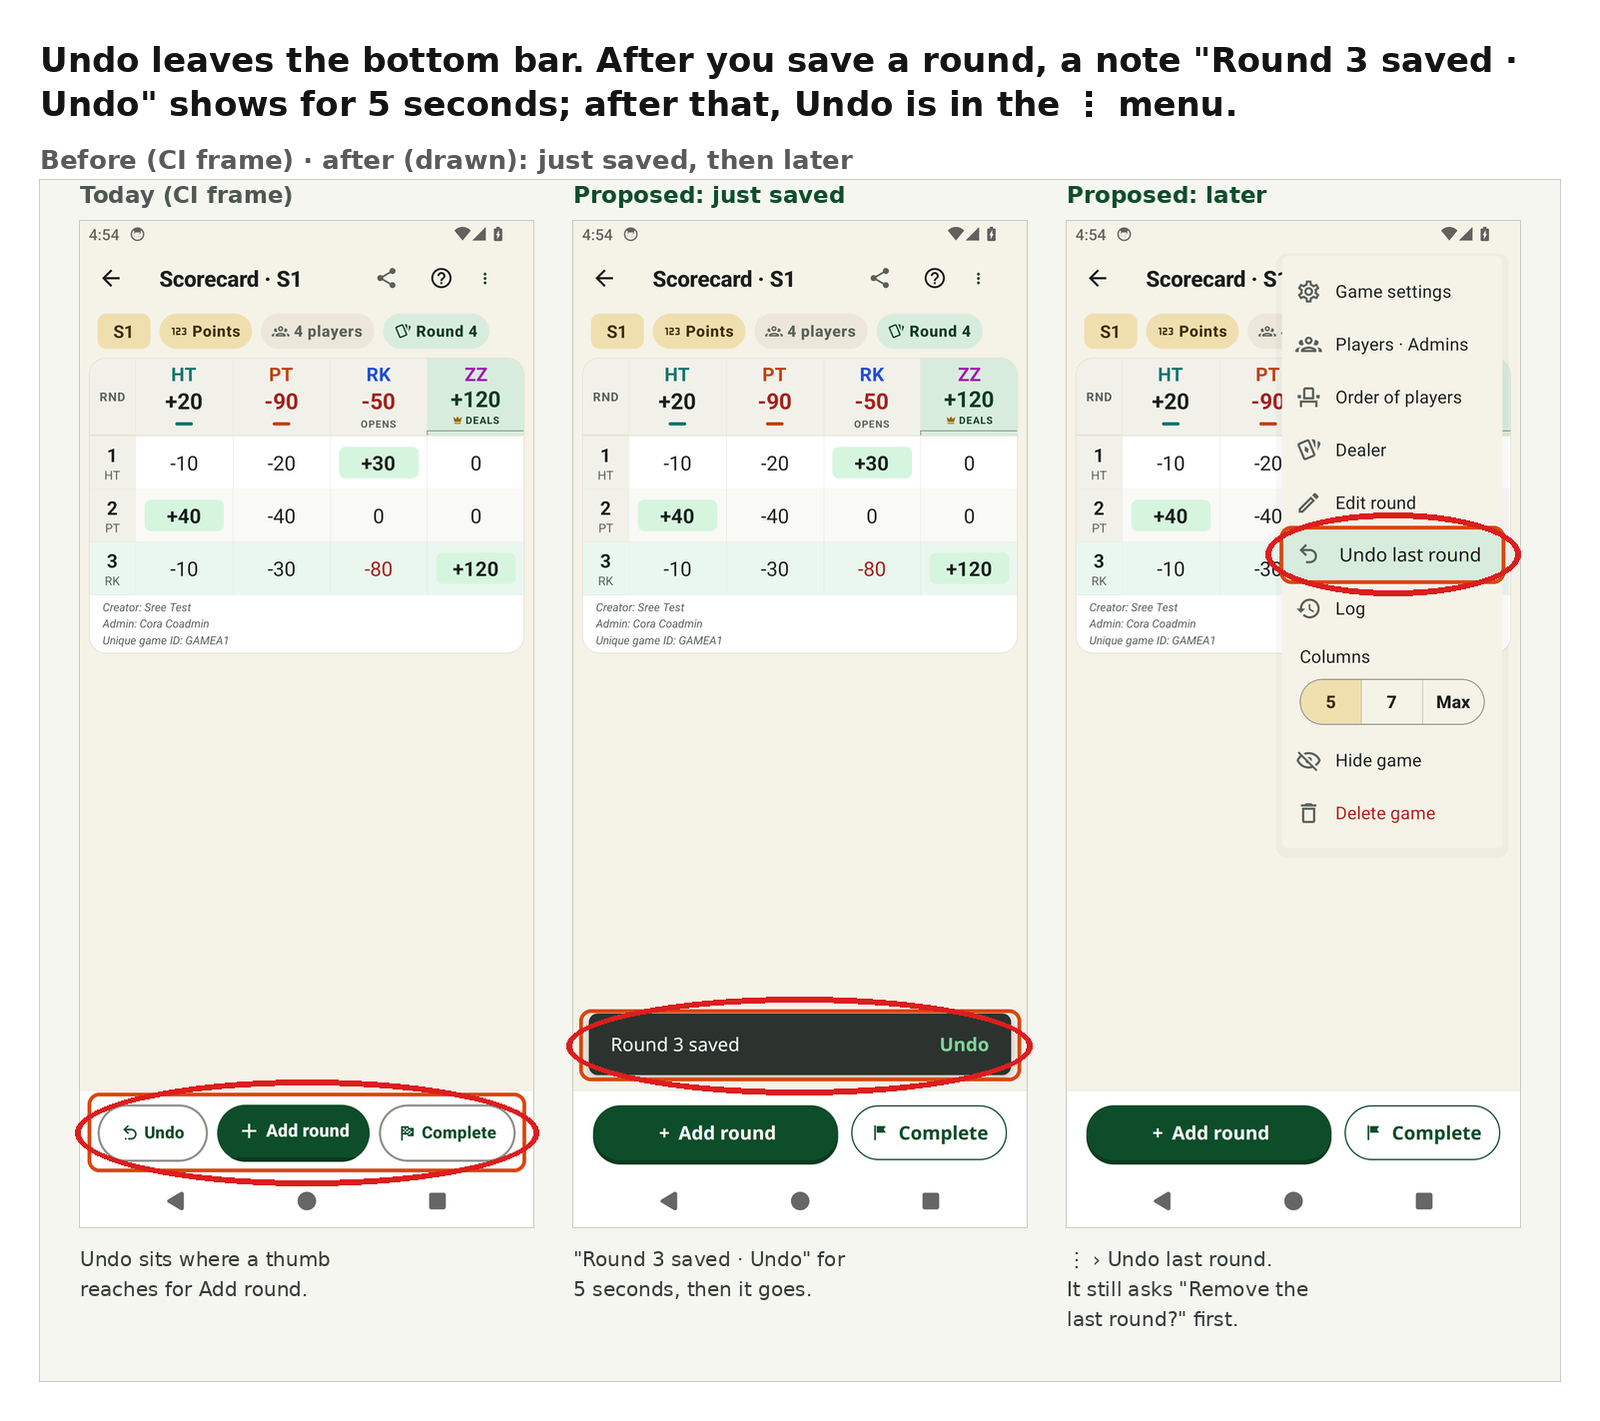 Undo leaves the bottom bar. After you save a round, a note "Round 3 saved ·
Undo" shows for 5 seconds; after that, Undo is in the ⋮ menu.
Before (CI frame) · after (drawn): just saved, then later
Today (CI frame)
4:54
Scorecard · S1
S1
123 Points
4 players
Round 4
RND
HT
PT
RK
ZZ
+20
-90
-50
+120
OPENS
DEALS
1
HT
-10
-20
+30
0
2
PT
+40
-40
0
0
3
RK
-10
-30
-80
+120
Creator: Sree Test
Admin: Cora Coadmin
Unique game ID: GAMEA1
Undo
+ Add round
Complete
Undo sits where a thumb
reaches for Add round.
Proposed: just saved
4:54
Scorecard · S1
S1
123 Points
4 players
Round 4
RND
HT
PT
RK
ZZ
+20
-90
-50
+120
OPENS
DEALS
1
HT
-10
-20
+30
0
2
PT
+40
-40
0
0
3
RK
-10
-30
-80
+120
Creator: Sree Test
Admin: Cora Coadmin
Unique game ID: GAMEA1
Round 3 saved
Undo
+ Add round
Complete
"Round 3 saved · Undo" for
5 seconds, then it goes.
Proposed: later
4:54
Scorecard · S1
S1
123 Points
RND
HT
PT
+20
-90
1
HT
-10
-20
2
PT
+40
-40
3
RK
-10
-30
Creator: Sree Test
Admin: Cora Coadmin
Unique game ID: GAMEA1
Game settings
Players · Admins
Order of players
Dealer
Edit round
Undo last round
Log
Columns
5
7
Max
Hide game
Delete game
+ Add round
Complete
⋮ › Undo last round.
It still asks "Remove the
last round?" first.